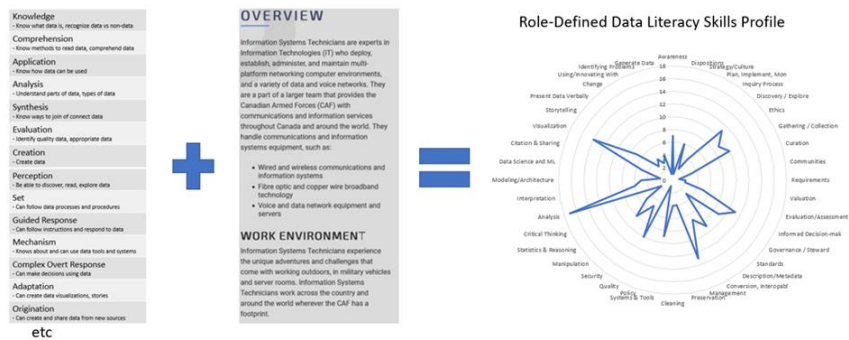 Knowledge
- Know what data is, recognize data vs non-data
Comprehension
- Know methods to read data, comprehend data
Application
- Know how data can be used
Analysis
- Understand parts of data, types of data
Synthesis
- Know ways to join of connect data
Evaluation
- Identify quality data, appropriate data
Creation
- Create data
Perception
- Be able to discover, read, explore data
Set
- Can follow data processes and procedures
Guided Response
- Can follow instructions and respond to data
Mechanism
- Knows about and can use data tools and systems
Complex Overt Response
- Can make decisions using data
Adaptation
- Can create data visualizations, stories
Origination
- Can create and share data from new sources
etc
OVERVIEW
Information Systems Technicians are experts in
Information Technologies (IT) who deploy,
establish, administer, and maintain multi-
platform networking computer environments,
and a variety of data and voice networks. They
are a part of a larger team that provides the
Canadian Armed Forces (CAF) with
communications and information services
throughout Canada and around the world. They
handle communications and information
systems equipment, such as:
• Wired and wireless communications and
information systems
• Fibre optic and copper wire broadband
technology
• Voice and data network equipment and
servers
WORK ENVIRONMENT
Information Systems Technicians experience
the unique adventures and challenges that
come with working outdoors, in military vehicles
and server rooms. Information Systems
Technicians work across the country and
around the world wherever the CAF has a
footprint.
Role-Defined Data Literacy Skills Profile
Awareness
Dispositions
Strategy/Culture
Plan, Implement, Mon
Inquiry Process
Discovery / Explore
Ethics
Gathering / Collection
Curation
Communities
Requirements
Valuation
Evaluation/Assessment
Informed Decision-mak
Governance / Steward
Standards
Description/Metadata
Conversion, Interopabl
Management
Preservation
Cleaning
Systems & Tools
Policy
Quality
Security
Manipulation
Statistics & Reasoning
Critical Thinking
Analysis
Interpretation
Modeling/Architecture
Data Science and ML
Citation & Sharing
Visualization
Storytelling
Present Data Verbally
Change
Using/Innovating With
Identifying Problems
Generate Data
18
16
14
12
10
8
6
4
2
0